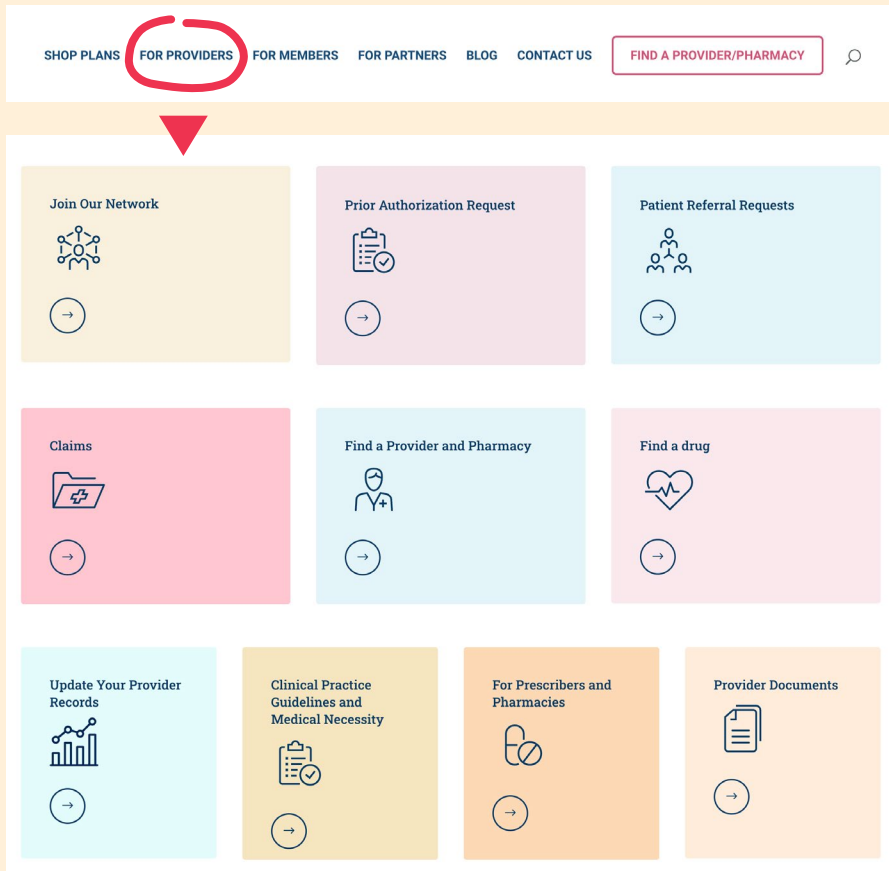 SHOP PLANS FOR PROVIDERS FOR MEMBERS FOR PARTNERS BLOG CONTACT US FIND A PROVIDER/PHARMACY
Join Our Network
Prior Authorization Request
Patient Referral Requests
Claims
Find a Provider and Pharmacy
Find a drug
Update Your Provider
Records
Clinical Practice
Guidelines and
Medical Necessity
For Prescribers and
Pharmacies
Provider Documents